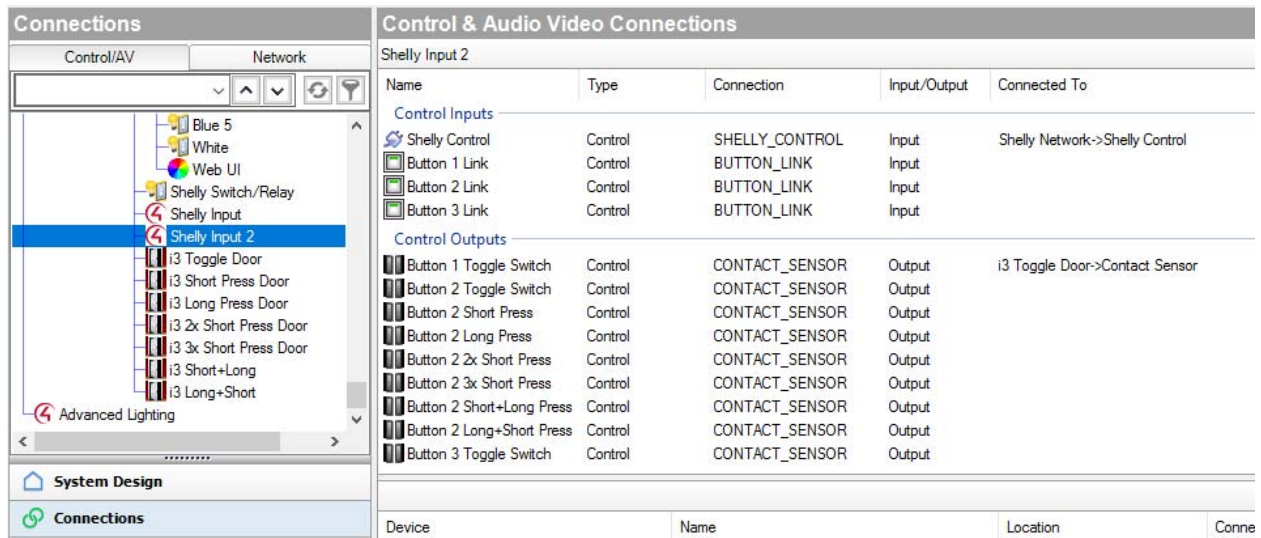 Connections
Control/AV Network
Blue 5
White
Web UI
Shelly Switch/Relay
Shelly Input
Shelly Input 2
i3 Toggle Door
i3 Short Press Door
i3 Long Press Door
i3 2x Short Press Door
i3 3x Short Press Door
i3 Short+Long
i3 Long+Short
Advanced Lighting
System Design
Connections
Control & Audio Video Connections
Shelly Input 2
Name Type Connection Input/Output Connected To
Control Inputs
Shelly Control Control SHELLY_CONTROL Input Shelly Network->Shelly Control
Button 1 Link Control BUTTON_LINK Input
Button 2 Link Control BUTTON_LINK Input
Button 3 Link Control BUTTON_LINK Input
Control Outputs
Button 1 Toggle Switch Control CONTACT_SENSOR Output i3 Toggle Door->Contact Sensor
Button 2 Toggle Switch Control CONTACT_SENSOR Output
Button 2 Short Press Control CONTACT_SENSOR Output
Button 2 Long Press Control CONTACT_SENSOR Output
Button 2 2x Short Press Control CONTACT_SENSOR Output
Button 2 3x Short Press Control CONTACT_SENSOR Output
Button 2 Short+Long Press Control CONTACT_SENSOR Output
Button 2 Long+Short Press Control CONTACT_SENSOR Output
Button 3 Toggle Switch Control CONTACT_SENSOR Output
Device Name Location Conne